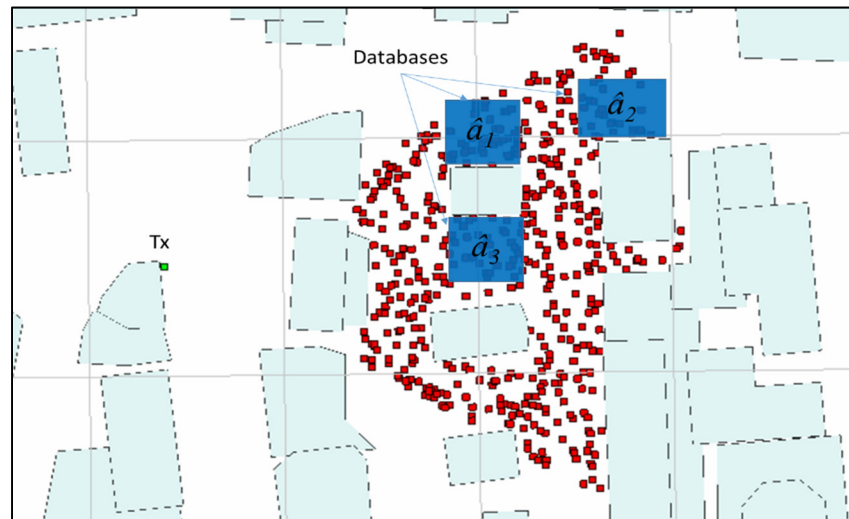 Databases
â₁ â₂
â₃
Tx